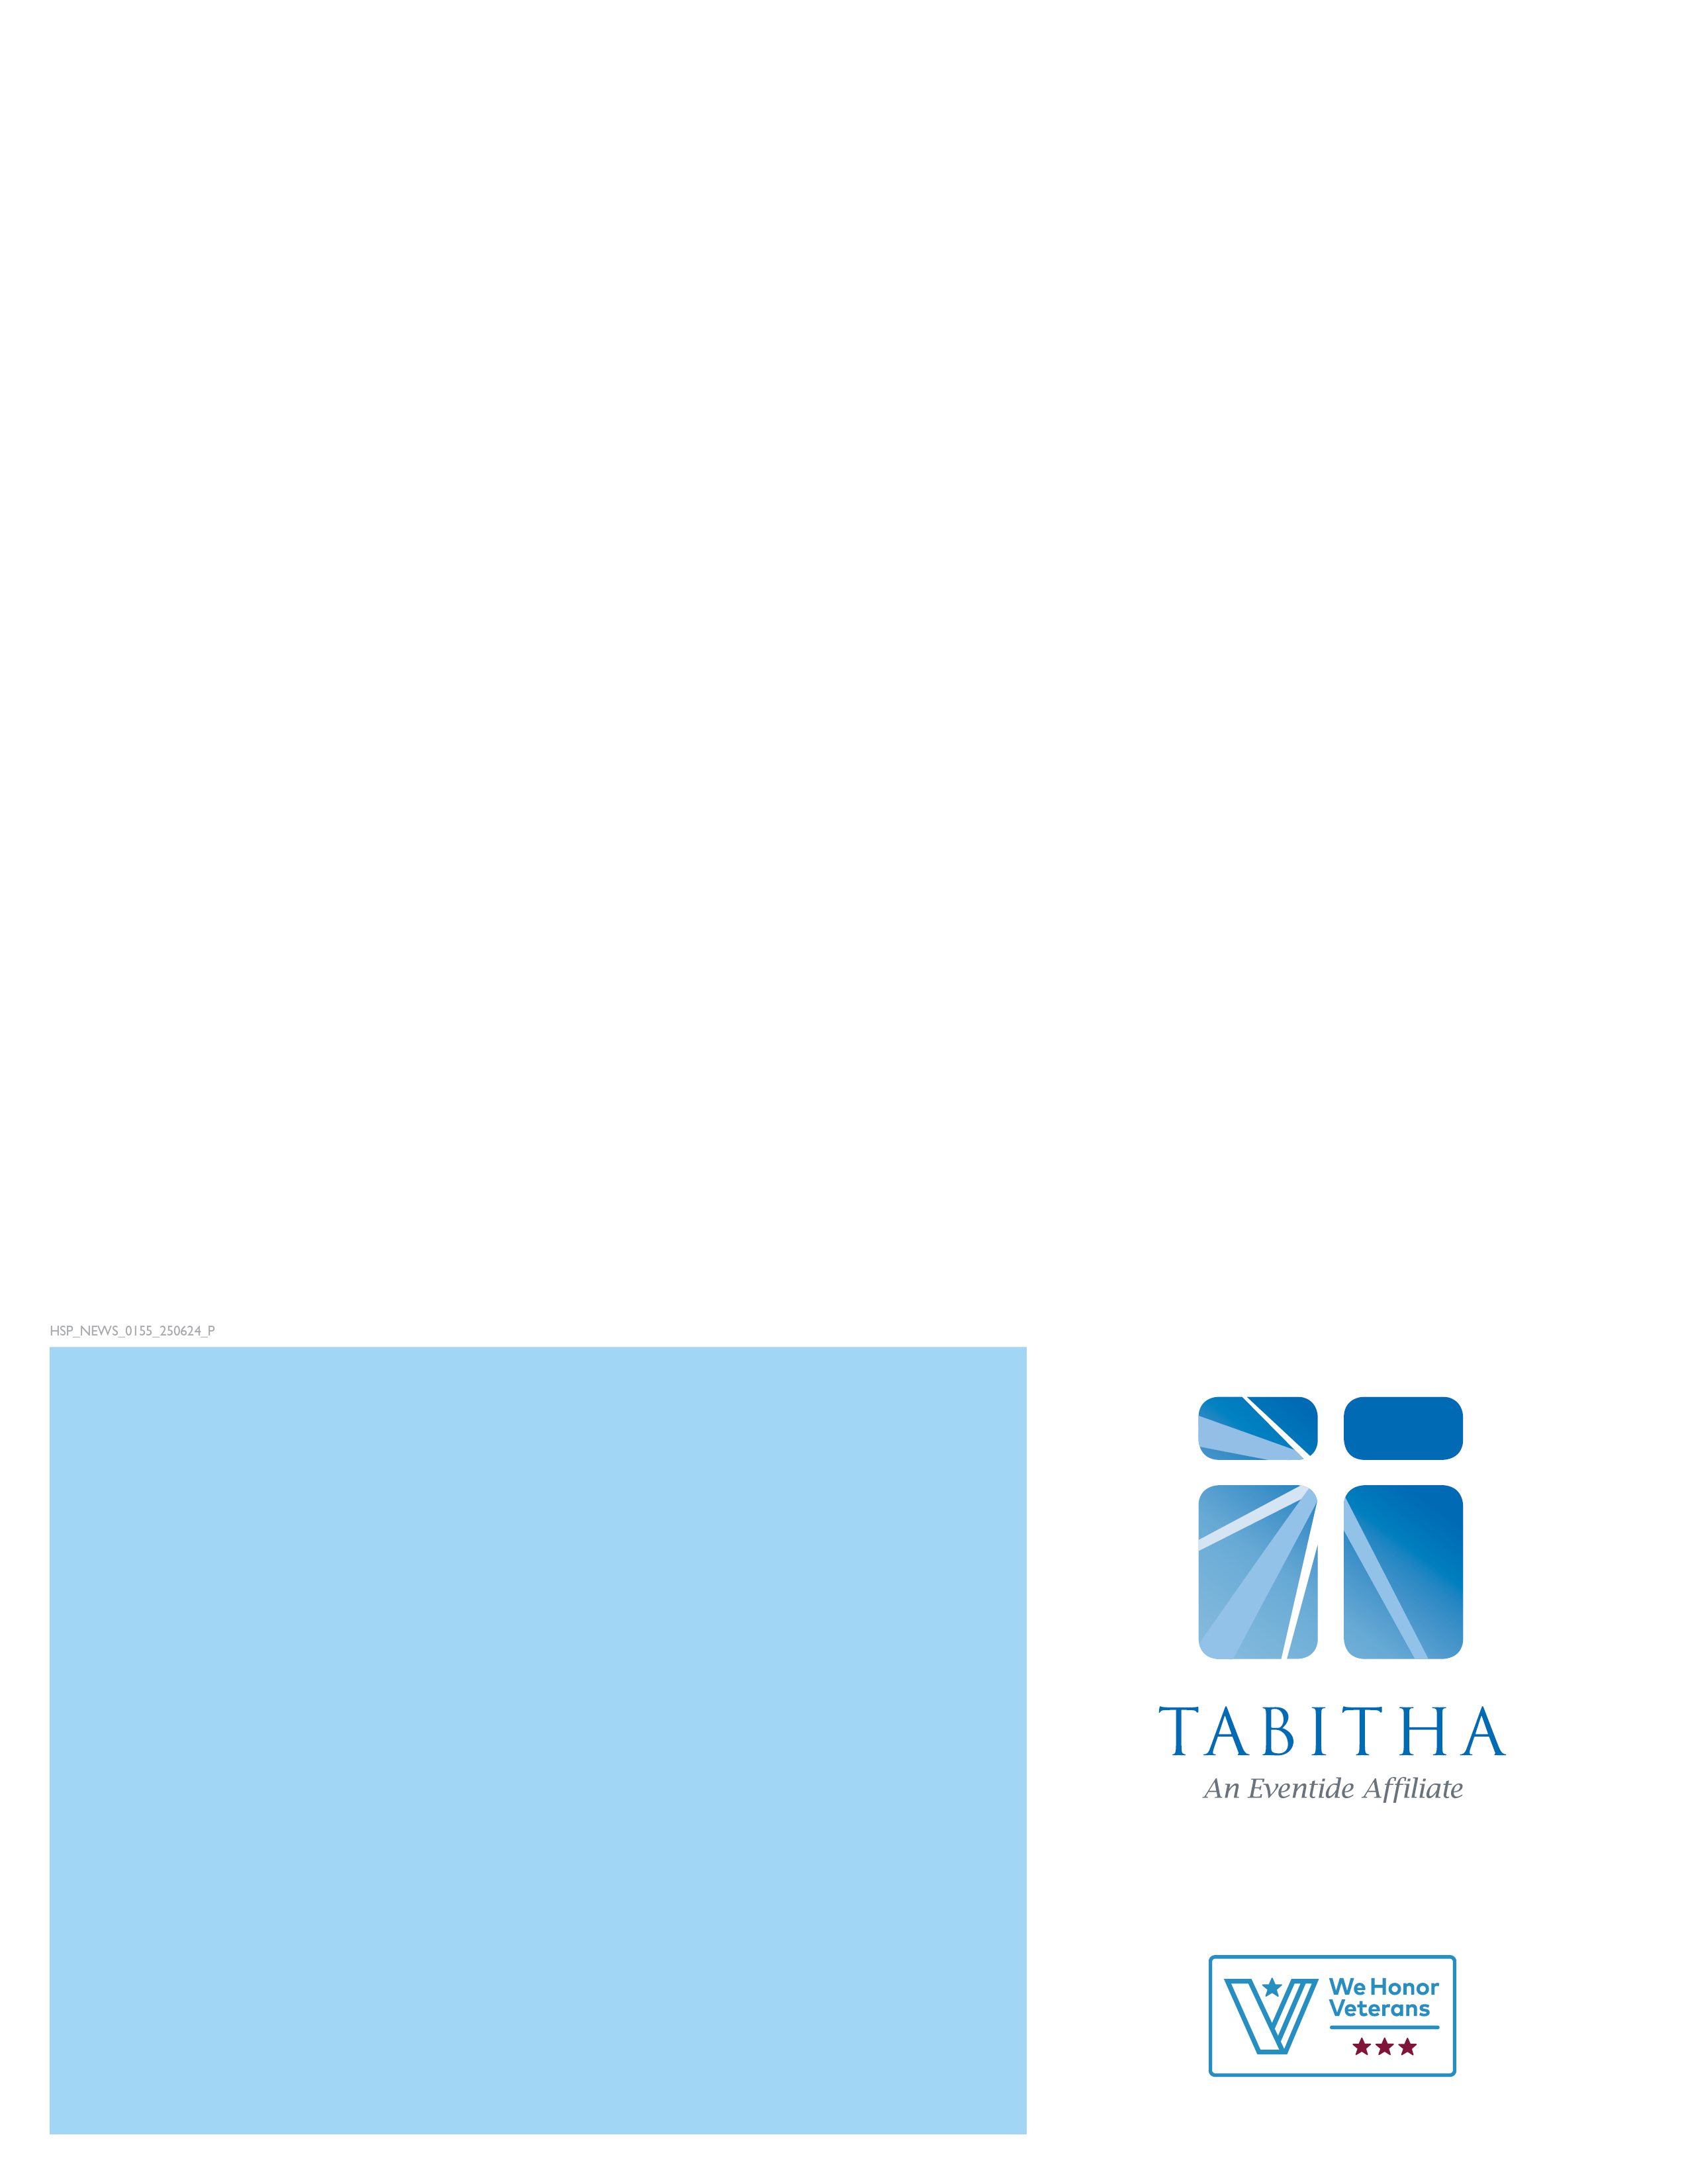 HSP_NEWS_0155_250624_P
TABITHA
An Eventide Affiliate
We Honor
Veterans